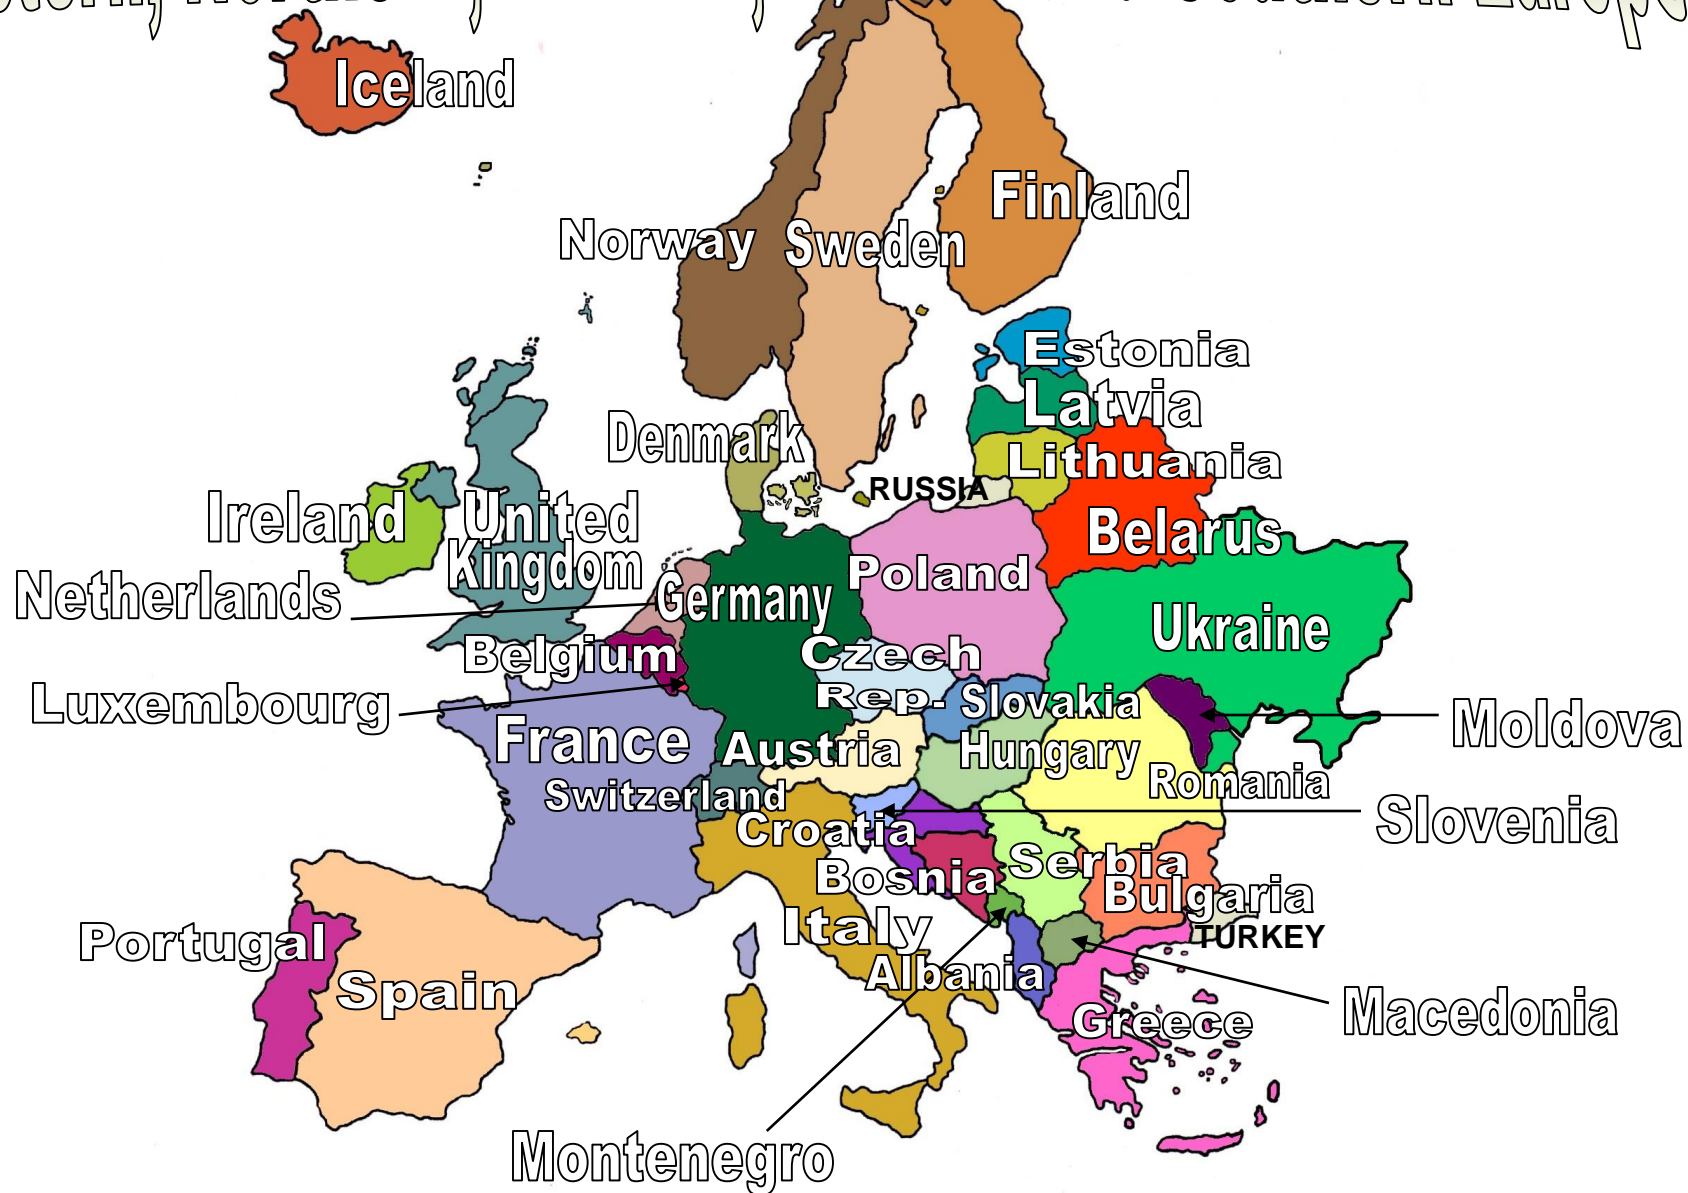 Europe
Iceland
Finland
Norway
Sweden
Estonia
Latvia
Denmark
Lithuania
RUSSIA
Ireland
United
Kingdom
Belarus
Netherlands
Germany
Poland
Ukraine
Belgium
Czech
Rep.
Luxembourg
Slovakia
Moldova
France
Austria
Hungary
Romania
Switzerland
Slovenia
Croatia
Serbia
Bosnia
Bulgaria
Italy
TURKEY
Portugal
Albania
Spain
Macedonia
Greece
Montenegro